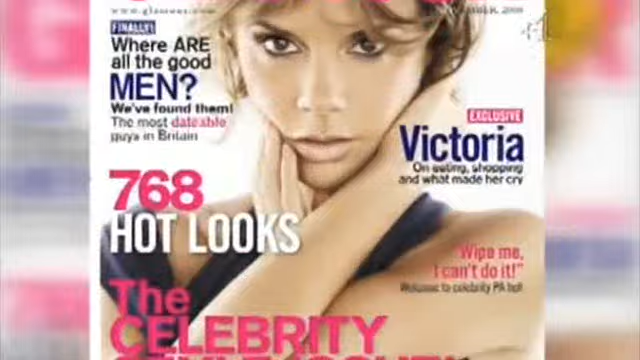 FINALLY!
Where ARE
all the good
MEN?
We've found them!
The most dateable
guys in Britain
EXCLUSIVE
Victoria
On eating, shopping
and what made her cry
768
HOT LOOKS
"Wipe me,
I can't do it!"
Welcome to celebrity PA hell
The
CELEBRITY